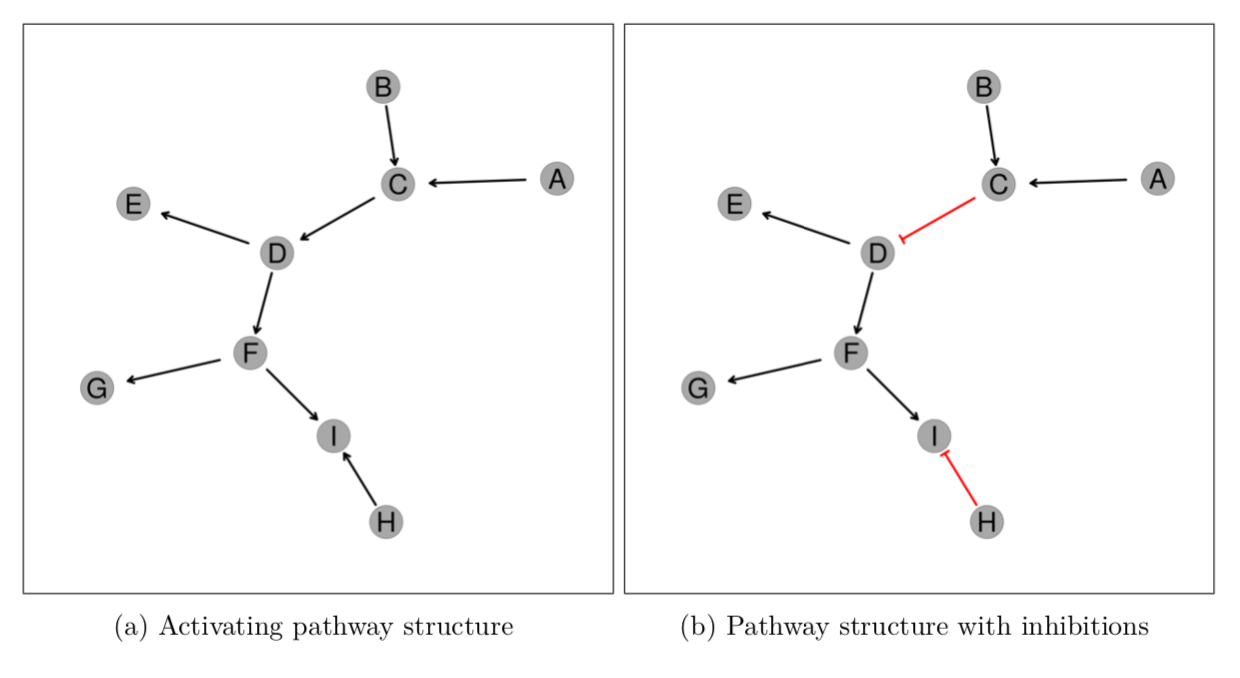 B
C
A
E
D
F
G
I
H
(a) Activating pathway structure
B
C
A
E
D
F
G
I
H
(b) Pathway structure with inhibitions